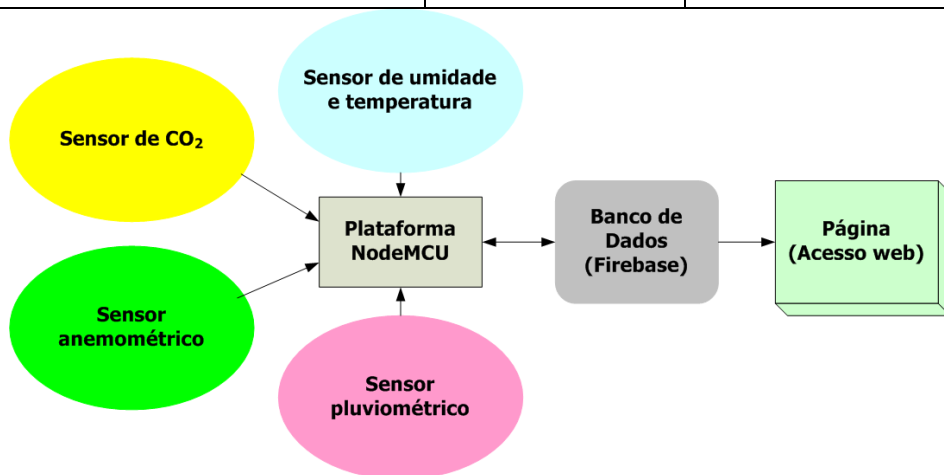 Sensor de umidade
e temperatura
Sensor de CO₂
Plataforma
NodeMCU
Banco de
Dados
(Firebase)
Página
(Acesso web)
Sensor
anemométrico
Sensor
pluviométrico